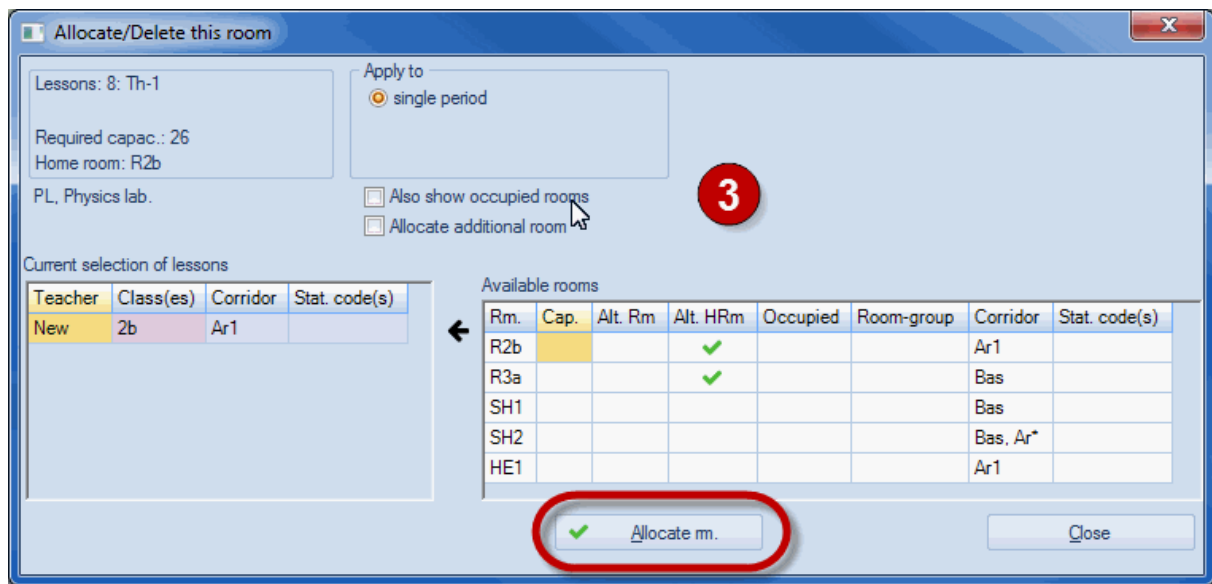 Allocate/Delete this room
Lessons: 8: Th-1
Required capac.: 26
Home room: R2b
PL, Physics lab.
Apply to
single period
Also show occupied rooms
Allocate additional room
3
Current selection of lessons
Teacher Class(es) Corridor Stat. code(s)
New 2b Ar1
Available rooms
Rm. Cap. Alt. Rm Alt. HRm Occupied Room-group Corridor Stat. code(s)
R2b Ar1
R3a Bas
SH1 Bas
SH2 Bas, Ar*
HE1 Ar1
Allocate rm.
Close